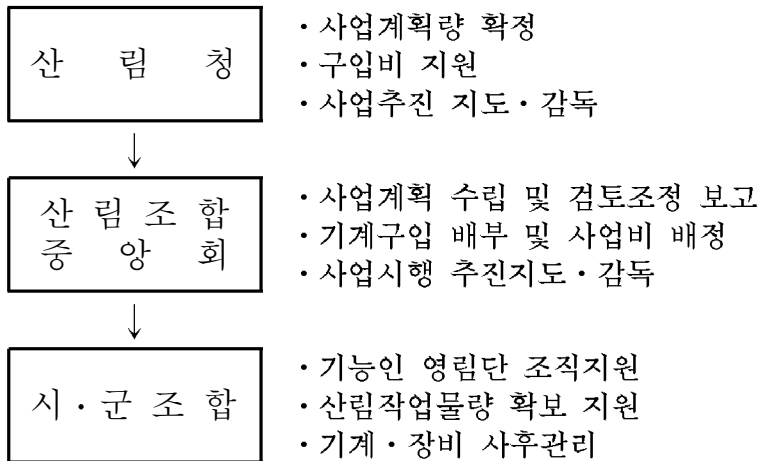 산 림 청
・사업계획량 확정
・구입비 지원
・사업추진 지도・감독
↓
산 림 조 합
중 앙 회
・사업계획 수립 및 검토조정 보고
・기계구입 배부 및 사업비 배정
・사업시행 추진지도・감독
↓
시・군 조 합
・기능인 영림단 조직지원
・산림작업물량 확보 지원
・기계・장비 사후관리